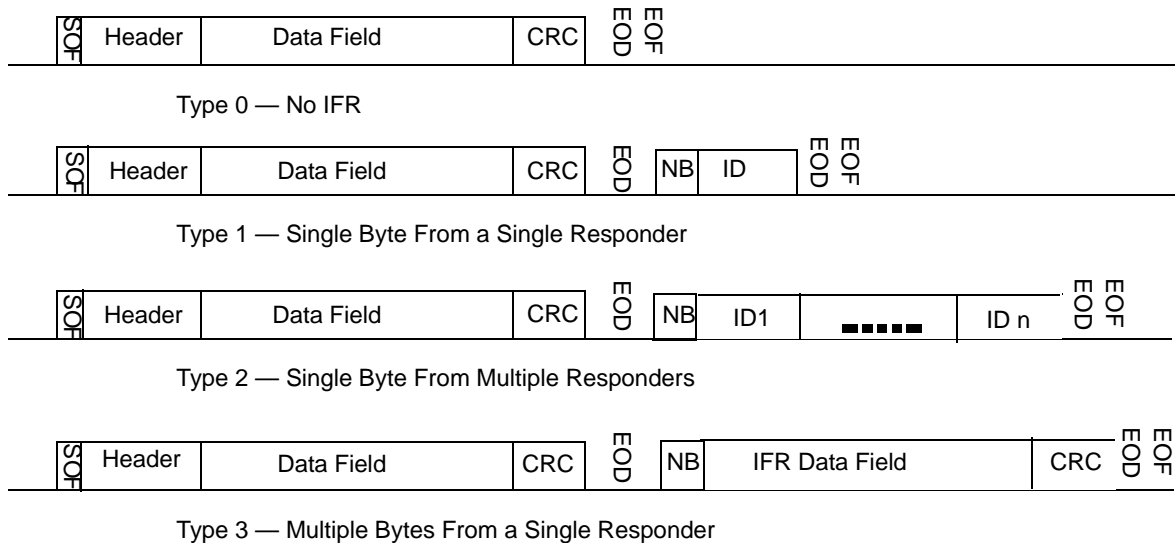 SOF Header Data Field CRC EOD EOF
Type 0 — No IFR
SOF Header Data Field CRC EOD NB ID EOD EOF
Type 1 — Single Byte From a Single Responder
SOF Header Data Field CRC EOD NB ID1 ID n EOD EOF
Type 2 — Single Byte From Multiple Responders
SOF Header Data Field CRC EOD NB IFR Data Field CRC EOD EOF
Type 3 — Multiple Bytes From a Single Responder